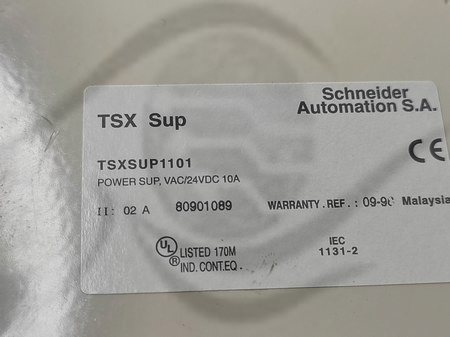 Schneider
Automation S.A.
TSX Sup
TSXSUP1101
POWER SUP, VAC/24VDC 10A
II: 02 A 80901089 WARRANTY.REF.: Malaysia
UL LISTED 170M
IND. CONT.EQ.
IEC
1131-2
CE